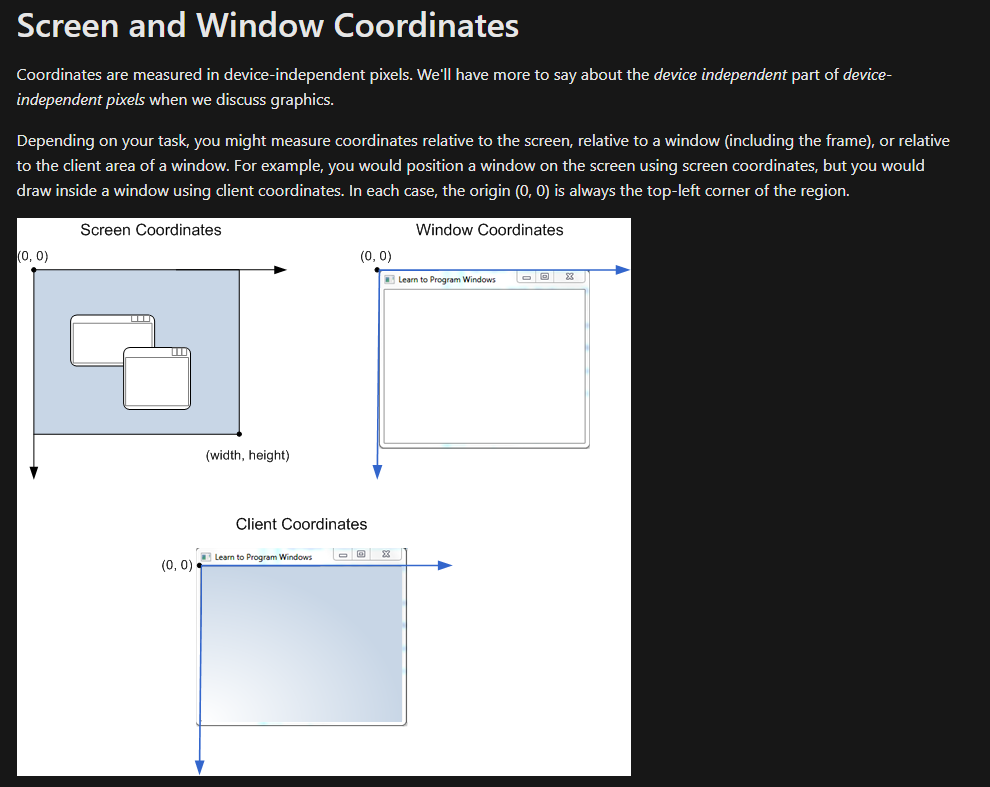 Screen and Window Coordinates
Coordinates are measured in device-independent pixels. We'll have more to say about the device independent part of device-
independent pixels when we discuss graphics.
Depending on your task, you might measure coordinates relative to the screen, relative to a window (including the frame), or relative
to the client area of a window. For example, you would position a window on the screen using screen coordinates, but you would
draw inside a window using client coordinates. In each case, the origin (0, 0) is always the top-left corner of the region.
Screen Coordinates
(0, 0)
(width, height)
Window Coordinates
(0, 0)
Learn to Program Windows
Client Coordinates
Learn to Program Windows
(0, 0)